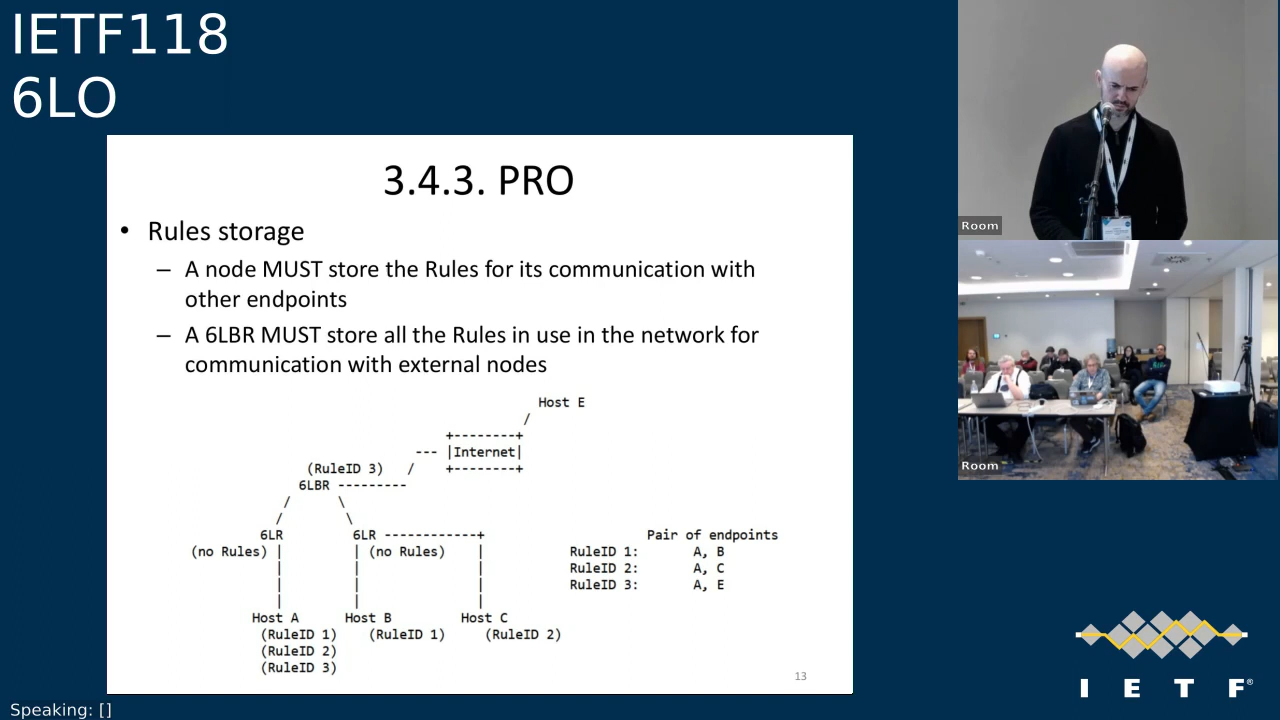 IETF118
6LO
3.4.3. PRO
• Rules storage
– A node MUST store the Rules for its communication with
other endpoints
– A 6LBR MUST store all the Rules in use in the network for
communication with external nodes
Host E
/
+--------+
--- |Internet|
(RuleID 3) / +--------+
6LBR ---------
/ \
/ \
6LR 6LR ------------+ Pair of endpoints
(no Rules) | | (no Rules) | RuleID 1: A, B
| | | RuleID 2: A, C
| | | RuleID 3: A, E
| | |
Host A Host B Host C
(RuleID 1) (RuleID 1) (RuleID 2)
(RuleID 2)
(RuleID 3)
13
Room
Room
I E T F®
Speaking: []